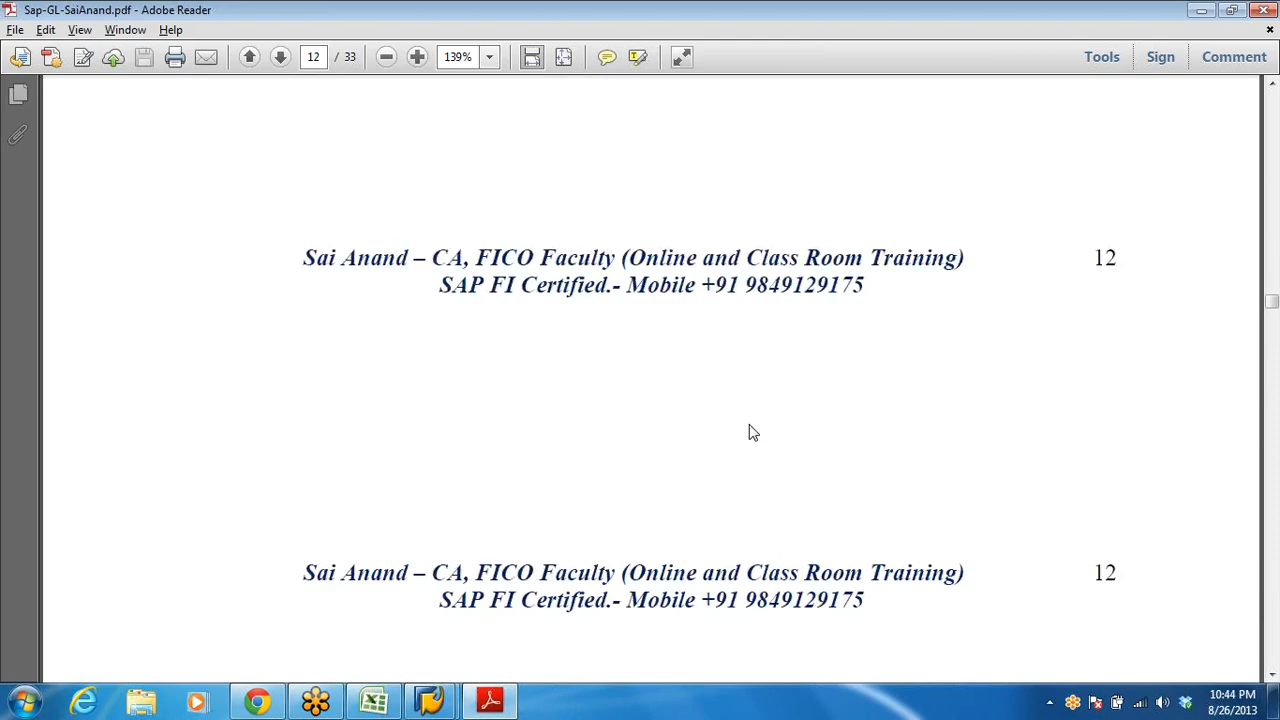 Sap-GL-SaiAnand.pdf - Adobe Reader
File Edit View Window Help
12 / 33 139% Tools Sign Comment
Sai Anand – CA, FICO Faculty (Online and Class Room Training) 12
SAP FI Certified.- Mobile +91 9849129175
Sai Anand – CA, FICO Faculty (Online and Class Room Training) 12
SAP FI Certified.- Mobile +91 9849129175
10:44 PM
8/26/2013